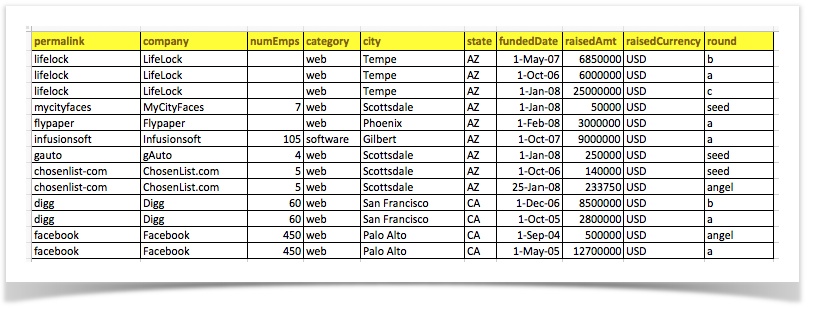 permalink company numEmps category city state fundedDate raisedAmt raisedCurrency round
lifelock LifeLock web Tempe AZ 1-May-07 6850000 USD b
lifelock LifeLock web Tempe AZ 1-Oct-06 6000000 USD a
lifelock LifeLock web Tempe AZ 1-Jan-08 25000000 USD c
mycityfaces MyCityFaces 7 web Scottsdale AZ 1-Jan-08 50000 USD seed
flypaper Flypaper web Phoenix AZ 1-Feb-08 3000000 USD a
infusionsoft Infusionsoft 105 software Gilbert AZ 1-Oct-07 9000000 USD a
gauto gAuto 4 web Scottsdale AZ 1-Jan-08 250000 USD seed
chosenlist-com ChosenList.com 5 web Scottsdale AZ 1-Oct-06 140000 USD seed
chosenlist-com ChosenList.com 5 web Scottsdale AZ 25-Jan-08 233750 USD angel
digg Digg 60 web San Francisco CA 1-Dec-06 8500000 USD b
digg Digg 60 web San Francisco CA 1-Oct-05 2800000 USD a
facebook Facebook 450 web Palo Alto CA 1-Sep-04 500000 USD angel
facebook Facebook 450 web Palo Alto CA 1-May-05 12700000 USD a